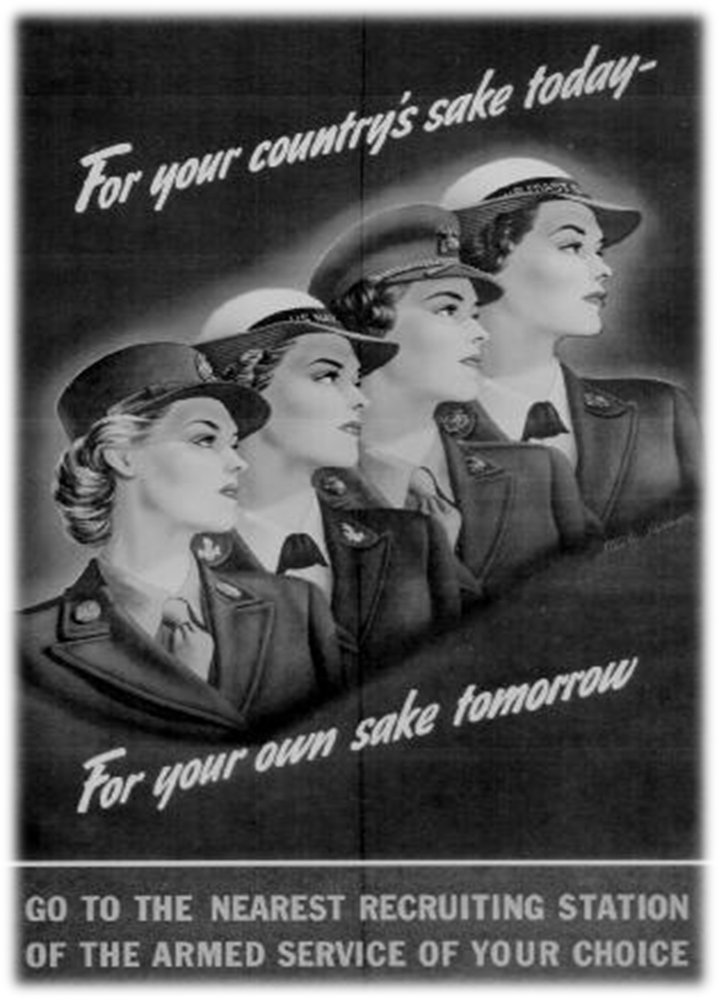 For your country's sake today-
For your own sake tomorrow
GO TO THE NEAREST RECRUITING STATION
OF THE ARMED SERVICE OF YOUR CHOICE